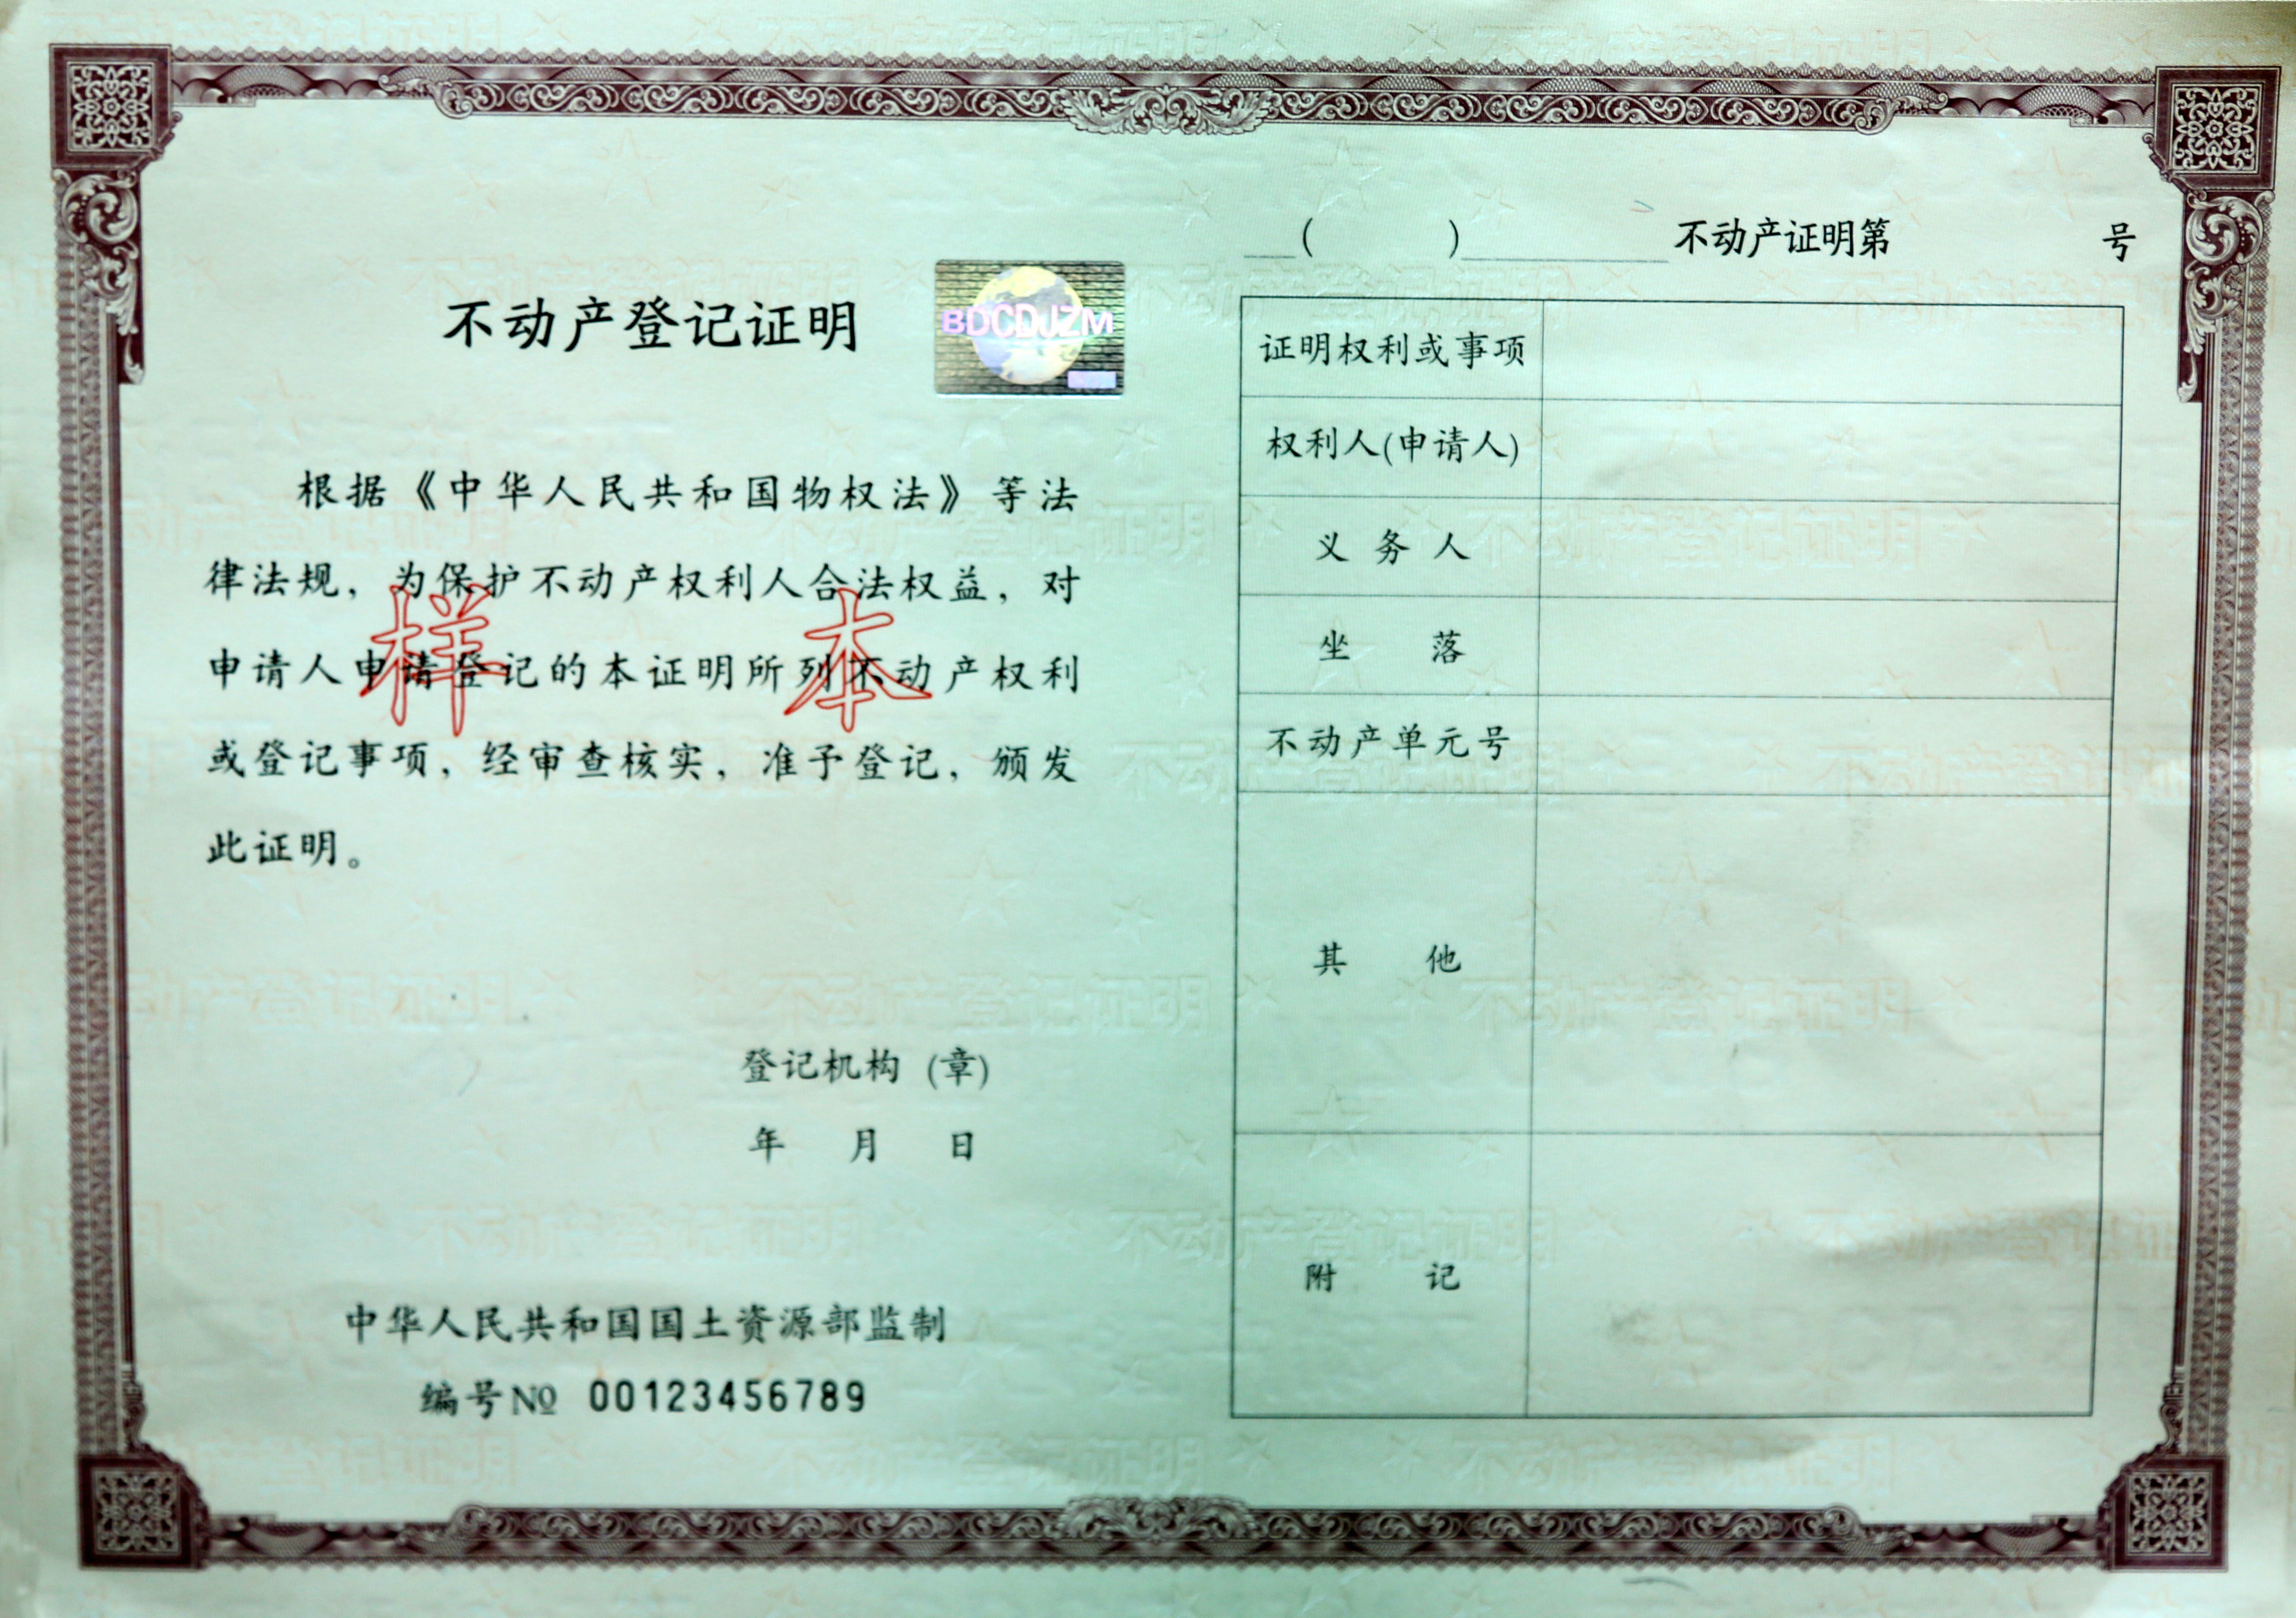 不动产登记证明
BDCDJZM
根据《中华人民共和国物权法》等法
律法规，为保护不动产权利人合法权益，对
申请人申请登记的本证明所列不动产权利
或登记事项，经审查核实，准予登记，颁发
此证明。
样本
登记机构 (章)
年 月 日
中华人民共和国国土资源部监制
编号№ 00123456789
( ) 不动产证明第 号
证明权利或事项
权利人(申请人)
义务人
坐落
不动产单元号
其他
附记